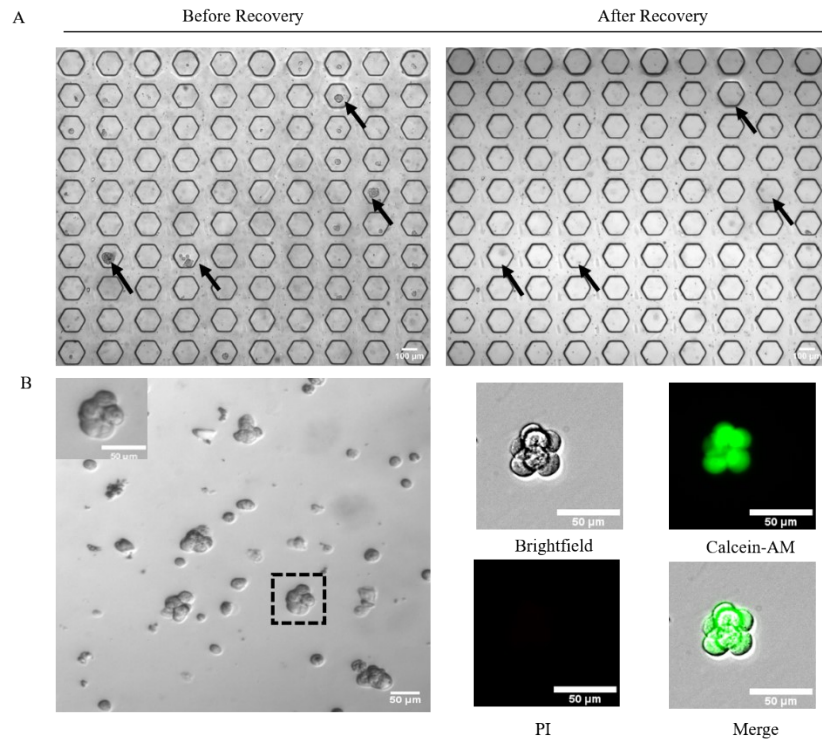 A
Before Recovery
After Recovery
100 µm
100 µm
B
50 µm
50 µm
50 µm
50 µm
Brightfield
Calcein-AM
50 µm
50 µm
PI
Merge